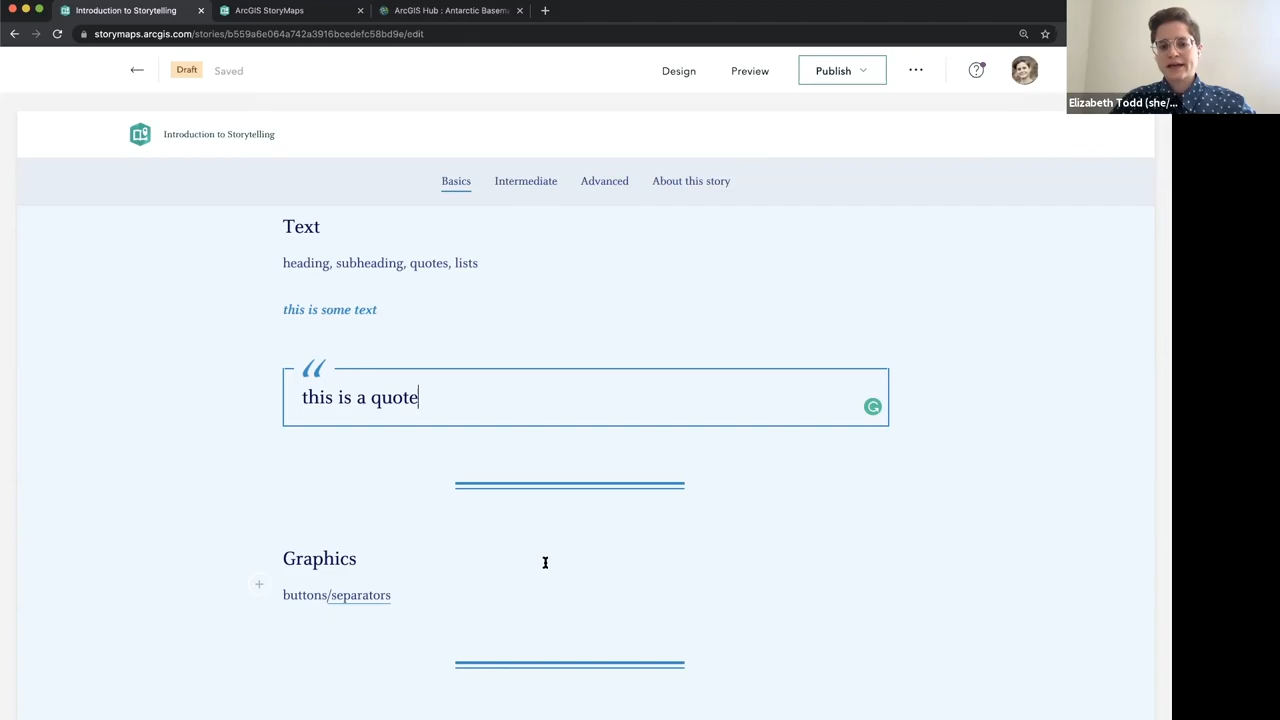 Introduction to Storytelling
ArcGIS StoryMaps
ArcGIS Hub : Antarctic Basem
storymaps.arcgis.com/stories/b559a6e064a742a3916bcedefc58bd9e/edit
Draft
Saved
Design
Preview
Publish
Elizabeth Todd (she/...
Introduction to Storytelling
Basics
Intermediate
Advanced
About this story
Text
heading, subheading, quotes, lists
this is some text
“
this is a quote
Graphics
buttons/separators